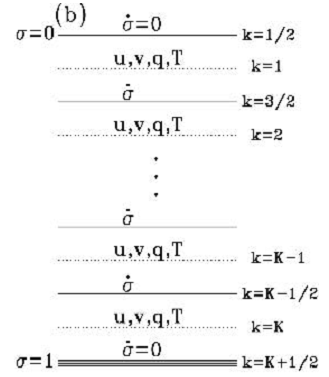 (b)
σ=0 σ̇=0 k=1/2
u,v,q,T k=1
σ̇ k=3/2
u,v,q,T k=2
σ̇
u,v,q,T k=K-1
σ̇ k=K-1/2
u,v,q,T k=K
σ=1 σ̇=0 k=K+1/2